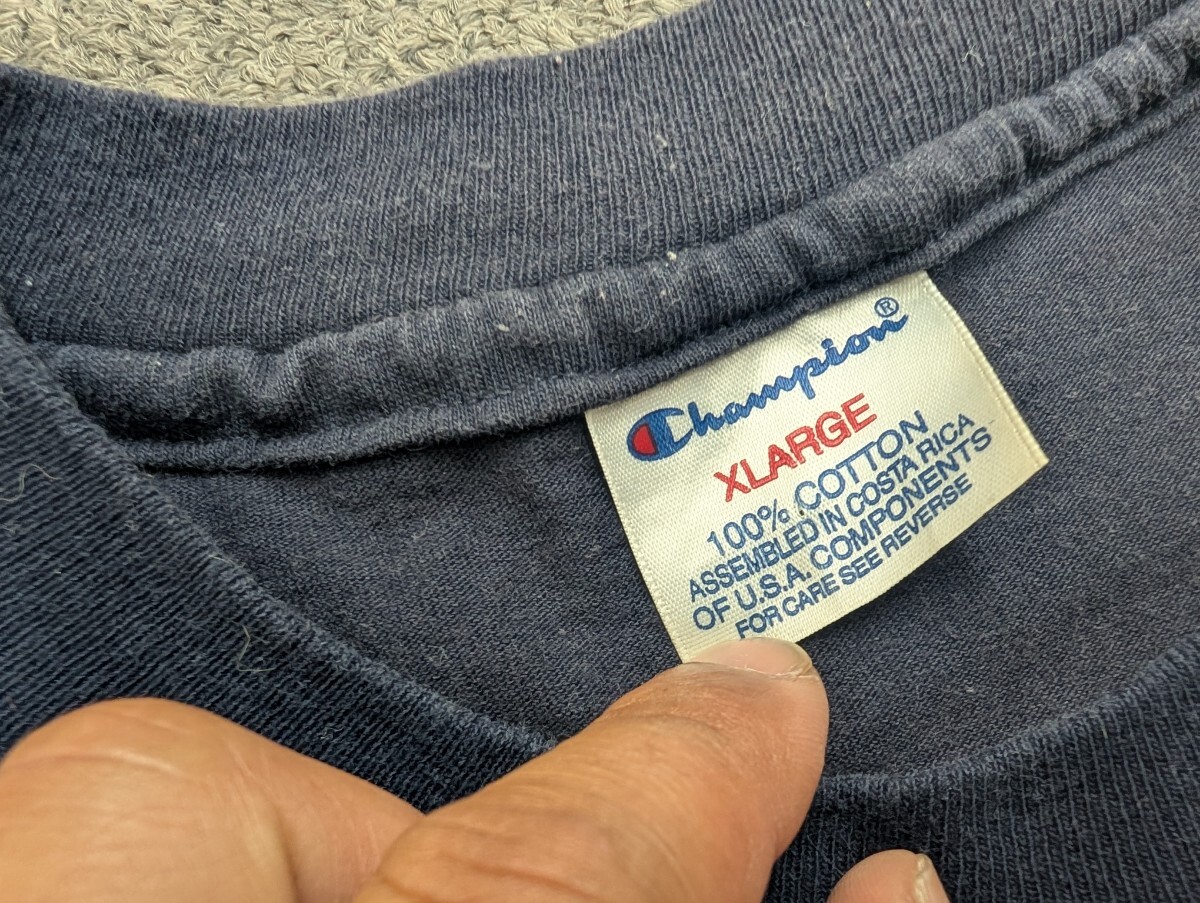 Champion®
XLARGE
100% COTTON
ASSEMBLED IN COSTA RICA
OF U.S.A. COMPONENTS
FOR CARE SEE REVERSE